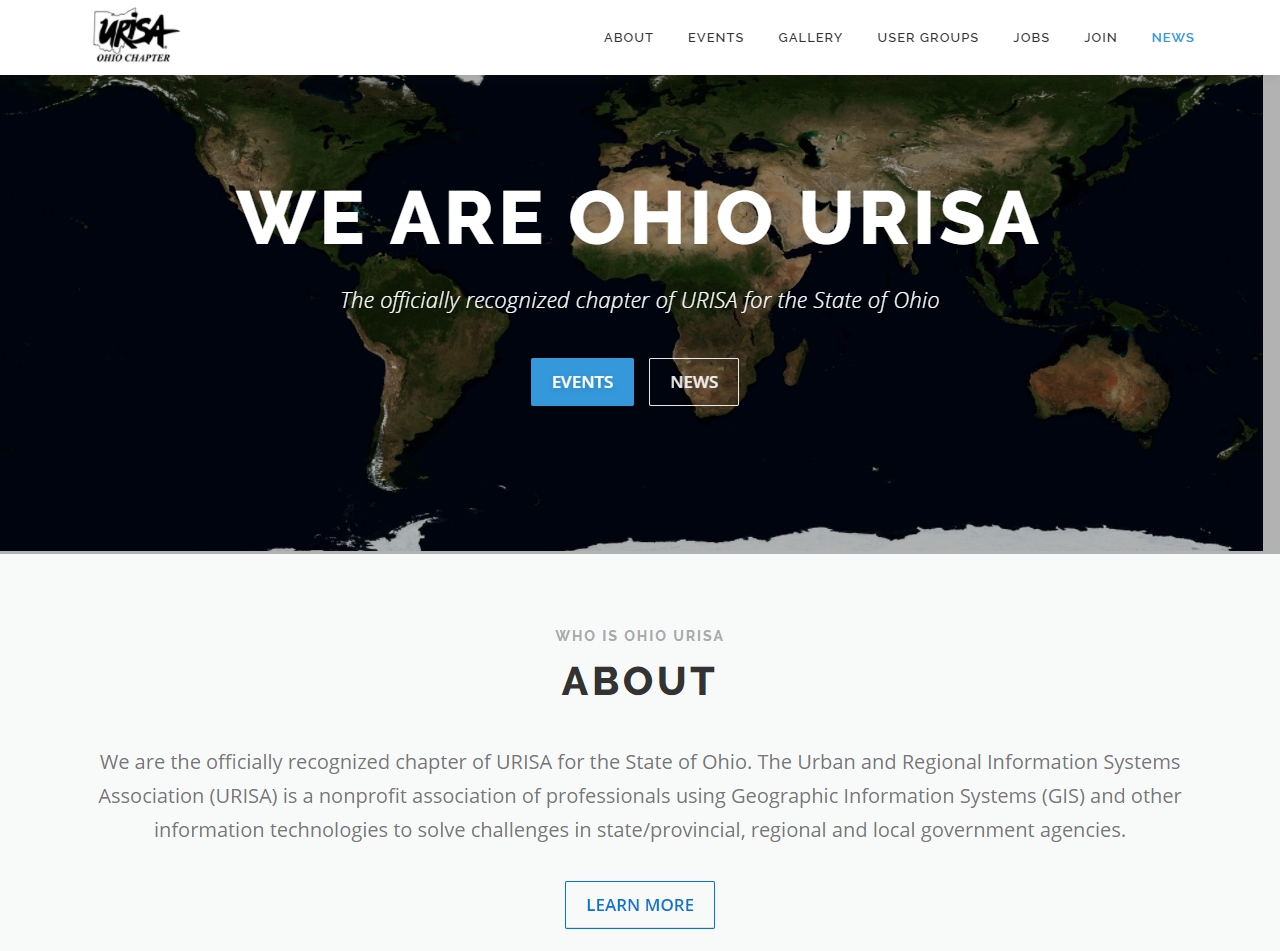 URISA
OHIO CHAPTER
ABOUT EVENTS GALLERY USER GROUPS JOBS JOIN NEWS
WE ARE OHIO URISA
The officially recognized chapter of URISA for the State of Ohio
EVENTS NEWS
WHO IS OHIO URISA
ABOUT
We are the officially recognized chapter of URISA for the State of Ohio. The Urban and Regional Information Systems
Association (URISA) is a nonprofit association of professionals using Geographic Information Systems (GIS) and other
information technologies to solve challenges in state/provincial, regional and local government agencies.
LEARN MORE